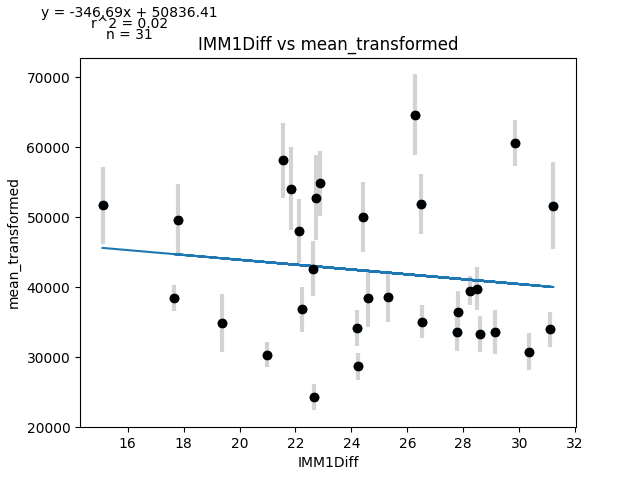 y = -346.69x + 50836.41
r^2 = 0.02
n = 31
IMM1Diff vs mean_transformed
70000
60000
50000
40000
30000
20000
mean_transformed
16 18 20 22 24 26 28 30 32
IMM1Diff